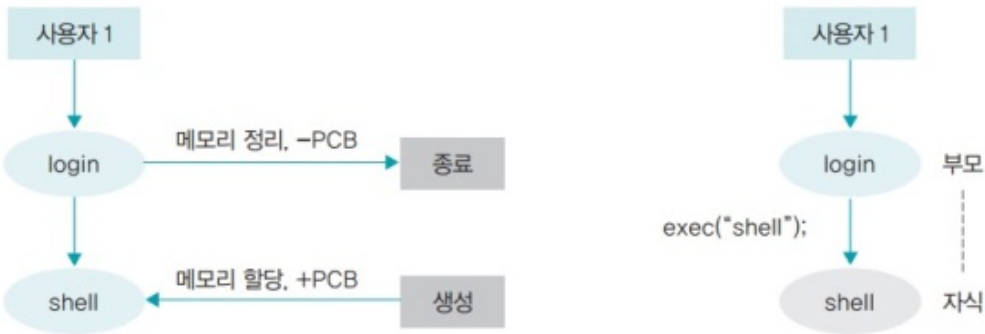 사용자 1
login
메모리 정리, –PCB
종료
shell
메모리 할당, +PCB
생성
사용자 1
login
부모
exec("shell");
shell
자식